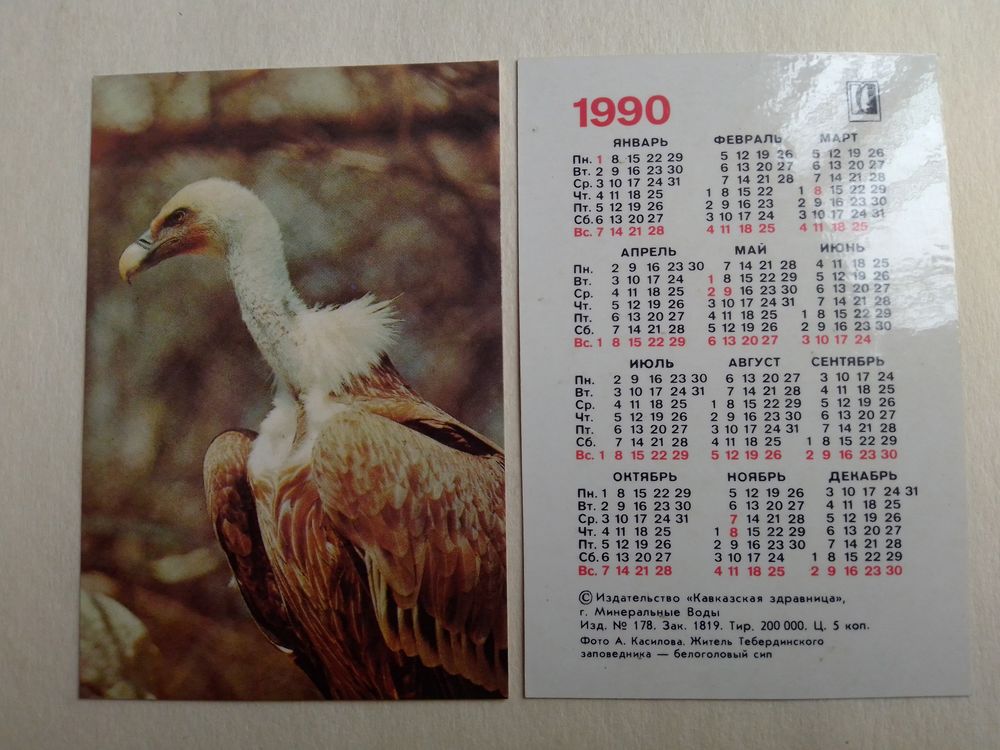 1990
ЯНВАРЬ ФЕВРАЛЬ МАРТ
Пн. 1 8 15 22 29 5 12 19 26 5 12 19 26
Вт. 2 9 16 23 30 6 13 20 27 6 13 20 27
Ср. 3 10 17 24 31 7 14 21 28 7 14 21 28
Чт. 4 11 18 25 1 8 15 22 1 8 15 22 29
Пт. 5 12 19 26 2 9 16 23 2 9 16 23 30
Сб. 6 13 20 27 3 10 17 24 3 10 17 24 31
Вс. 7 14 21 28 4 11 18 25 4 11 18 25
АПРЕЛЬ МАЙ ИЮНЬ
Пн. 2 9 16 23 30 7 14 21 28 4 11 18 25
Вт. 3 10 17 24 1 8 15 22 29 5 12 19 26
Ср. 4 11 18 25 2 9 16 23 30 6 13 20 27
Чт. 5 12 19 26 3 10 17 24 31 7 14 21 28
Пт. 6 13 20 27 4 11 18 25 1 8 15 22 29
Сб. 7 14 21 28 5 12 19 26 2 9 16 23 30
Вс. 1 8 15 22 29 6 13 20 27 3 10 17 24
ИЮЛЬ АВГУСТ СЕНТЯБРЬ
Пн. 2 9 16 23 30 6 13 20 27 3 10 17 24
Вт. 3 10 17 24 31 7 14 21 28 4 11 18 25
Ср. 4 11 18 25 1 8 15 22 29 5 12 19 26
Чт. 5 12 19 26 2 9 16 23 30 6 13 20 27
Пт. 6 13 20 27 3 10 17 24 31 7 14 21 28
Сб. 7 14 21 28 4 11 18 25 1 8 15 22 29
Вс. 1 8 15 22 29 5 12 19 26 2 9 16 23 30
ОКТЯБРЬ НОЯБРЬ ДЕКАБРЬ
Пн. 1 8 15 22 29 5 12 19 26 3 10 17 24 31
Вт. 2 9 16 23 30 6 13 20 27 4 11 18 25
Ср. 3 10 17 24 31 7 14 21 28 5 12 19 26
Чт. 4 11 18 25 1 8 15 22 29 6 13 20 27
Пт. 5 12 19 26 2 9 16 23 30 7 14 21 28
Сб. 6 13 20 27 3 10 17 24 1 8 15 22 29
Вс. 7 14 21 28 4 11 18 25 2 9 16 23 30
© Издательство «Кавказская здравница»,
г. Минеральные Воды
Изд. № 178. Зак. 1819. Тир. 200 000. Ц. 5 коп.
Фото А. Касилова. Житель Тебердинского
заповедника — белоголовый сип